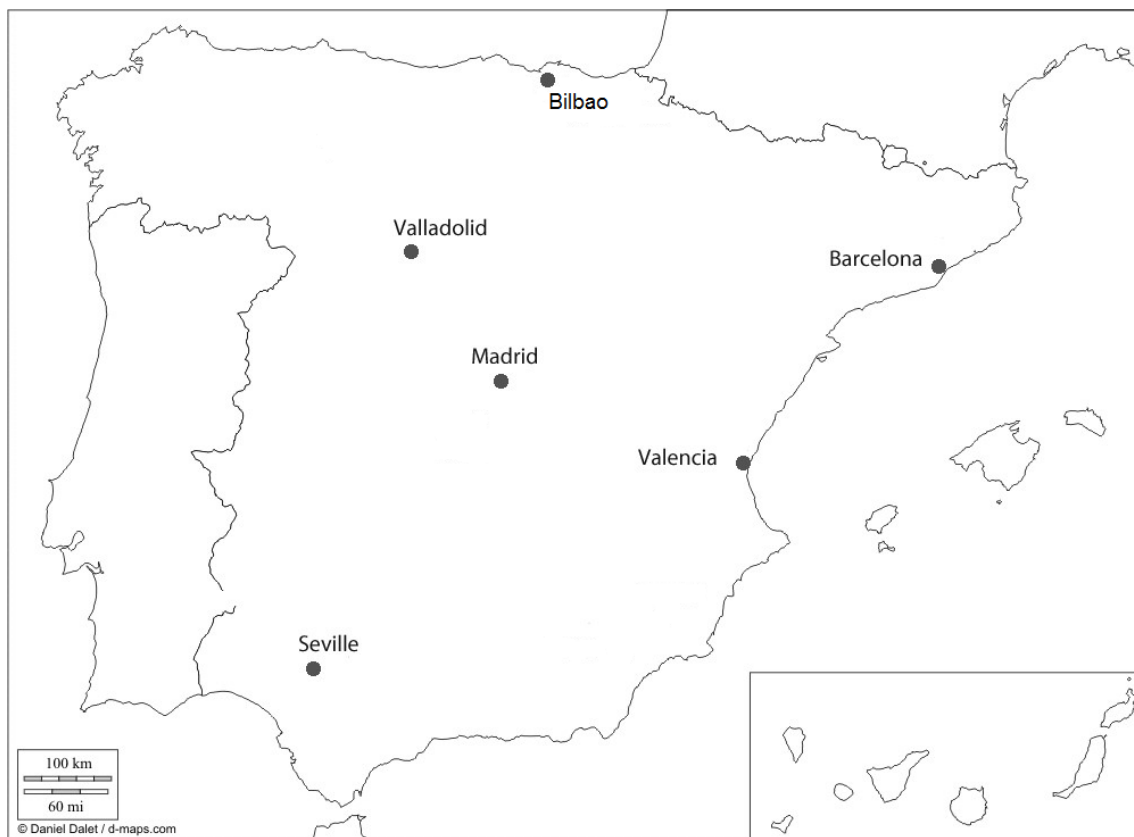 Bilbao
Valladolid
Barcelona
Madrid
Valencia
Seville
100 km
60 mi
© Daniel Dalet / d-maps.com